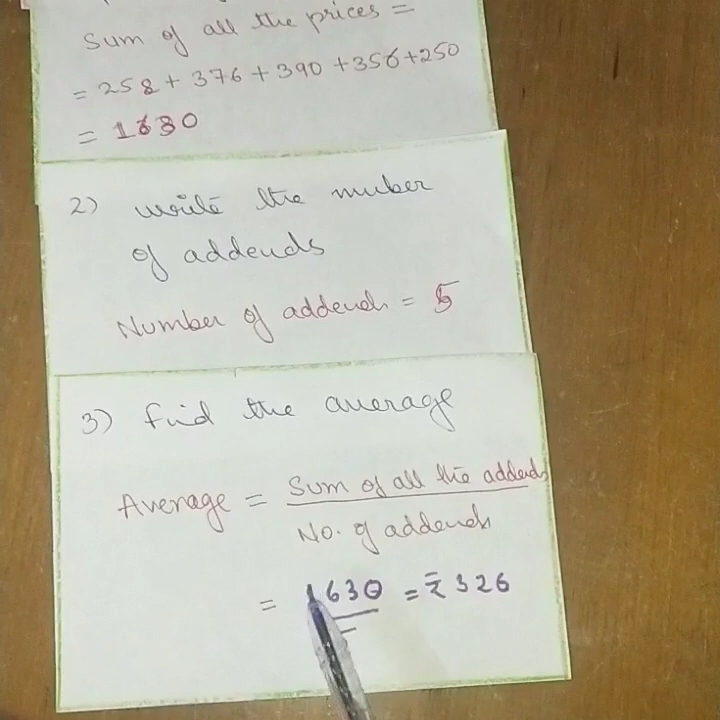 Sum of all the prices =
= 258 + 376 + 390 + 356 + 250
= 1630
2) write the number
of addends
Number of addends = 5
3) Find the average
Average = Sum of all the addends
No. of addends
= 1630 = ₹ 326